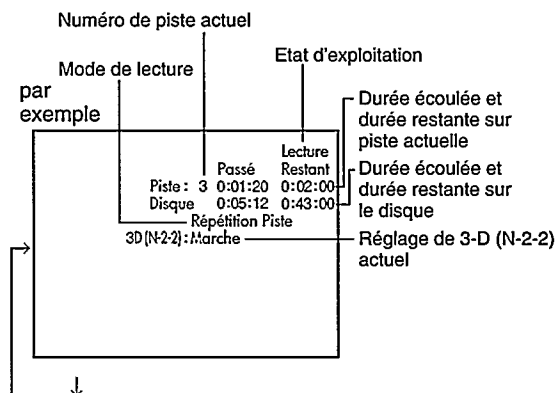 Numéro de piste actuel
Etat d'exploitation
Mode de lecture
par
exemple
Durée écoulée et
durée restante sur
piste actuelle
Lecture
Passé Restant
Piste : 3 0:01:20 0:02:00
Disque 0:05:12 0:43:00
Durée écoulée et
durée restante sur
le disque
Répétition Piste
3D (N-2-2) : Marche
Réglage de 3-D (N-2-2)
actuel